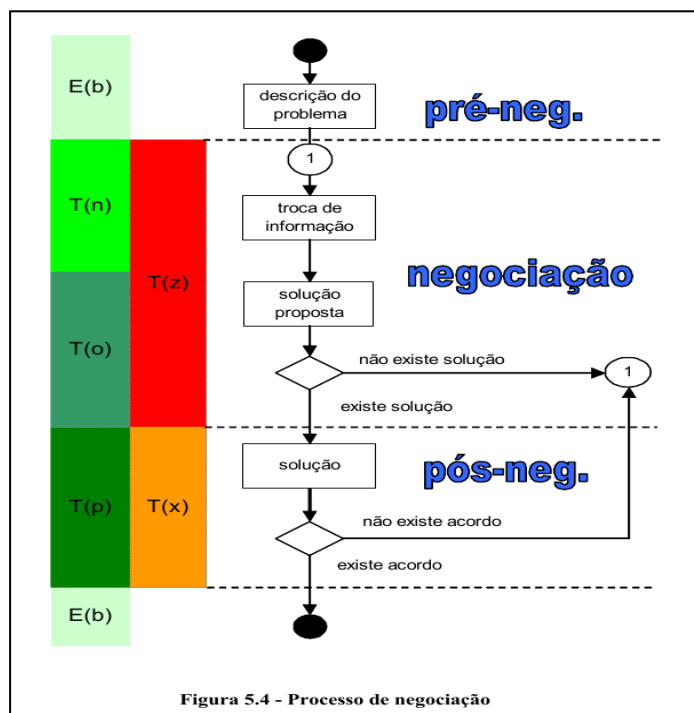 E(b)
descrição do
problema
pré-neg.
1
T(n)
troca de
informação
T(z)
negociação
solução
proposta
T(o)
não existe solução
1
existe solução
solução
pós-neg.
T(p)
T(x)
não existe acordo
existe acordo
E(b)
Figura 5.4 - Processo de negociação